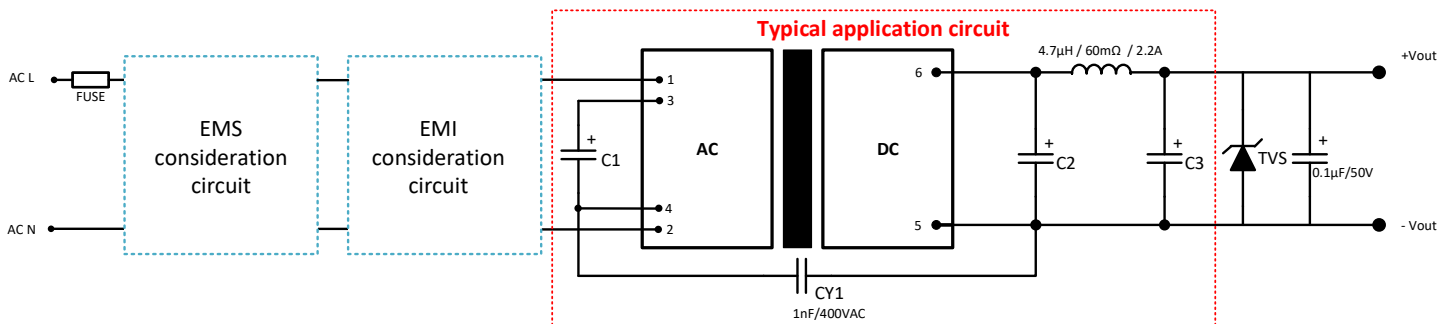 Typical application circuit
4.7µH / 60mΩ / 2.2A
+Vout
AC L
FUSE
1
3
6
EMS
consideration
circuit
EMI
consideration
circuit
+
C1
AC
DC
+
C2
+
C3
TVS
+
0.1µF/50V
4
2
5
AC N
- Vout
CY1
1nF/400VAC